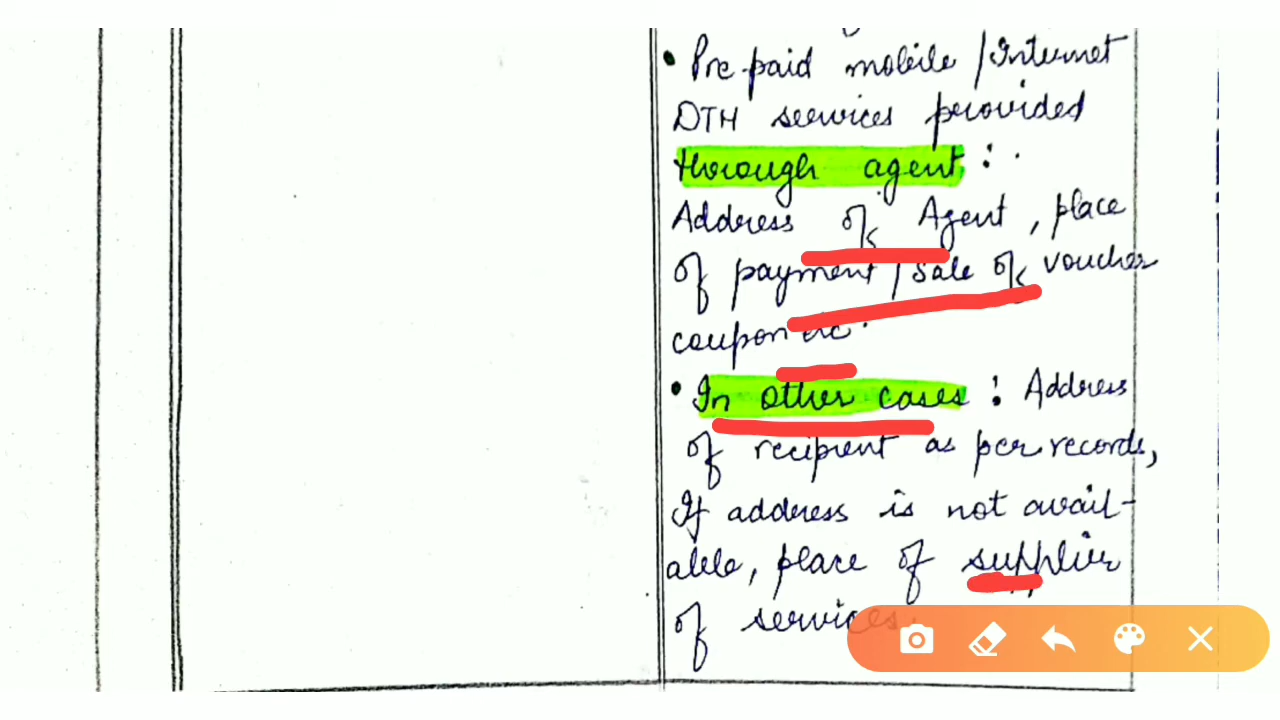 • Pre-paid mobile / Internet
DTH services provided
through agent :
Address of Agent, place
of payment / sale of voucher
coupon etc.
• In other cases : Address
of recipient as per records,
If address is not avail-
able, place of supplier
of services.